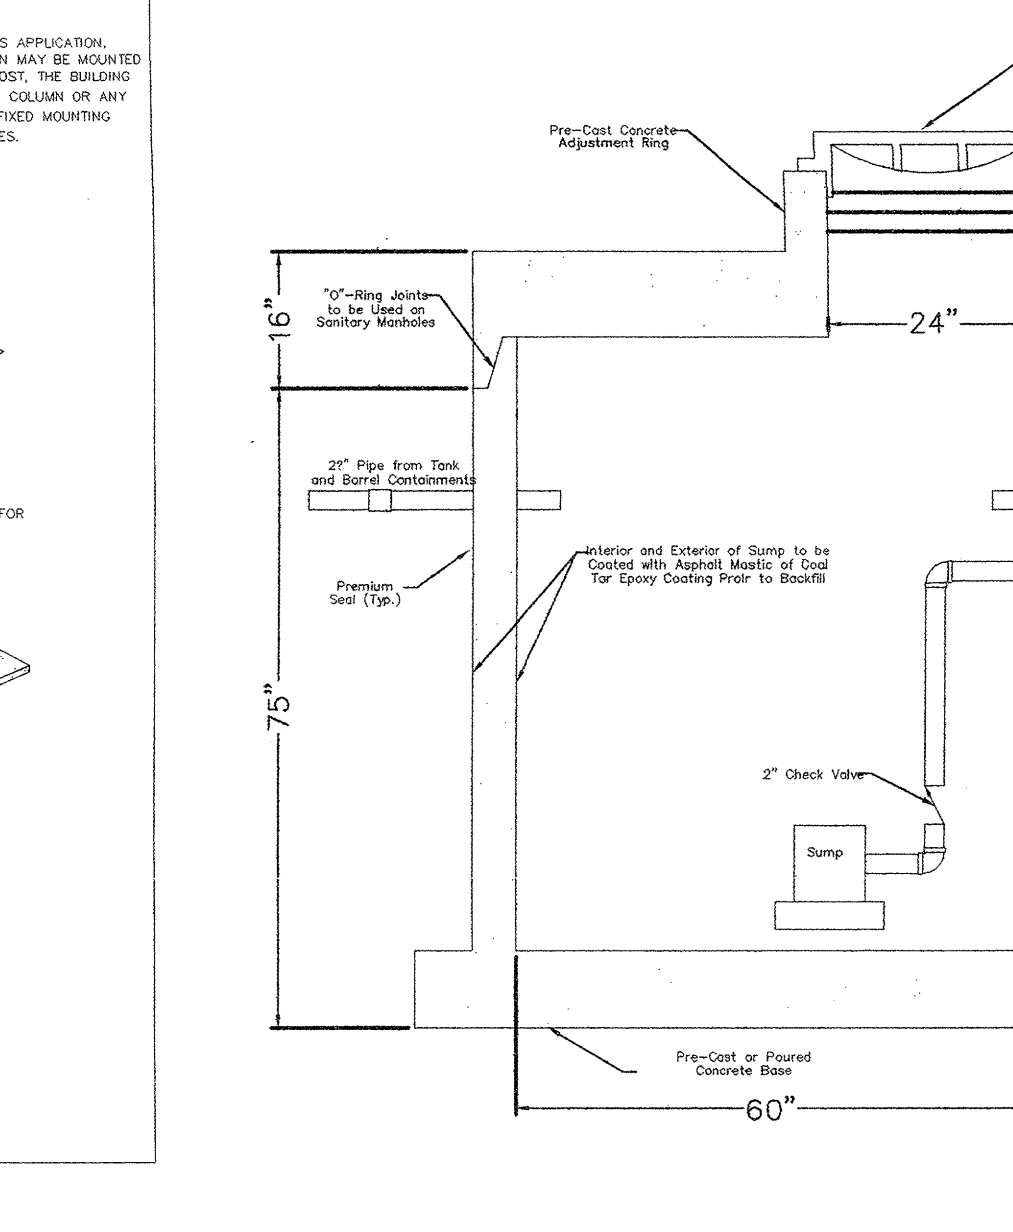 S APPLICATION,
N MAY BE MOUNTED
OST, THE BUILDING
COLUMN OR ANY
FIXED MOUNTING
ES.
FOR
Pre-Cast Concrete
Adjustment Ring
"O"-Ring Joints
to be Used on
Sanitary Manholes
16"
24"
2?" Pipe from Tank
and Barrel Containments
Interior and Exterior of Sump to be
Coated with Asphalt Mastic of Coal
Tar Epoxy Coating Proir to Backfill
Premium
Seal (Typ.)
75"
2" Check Valve
Sump
Pre-Cast or Poured
Concrete Base
60"